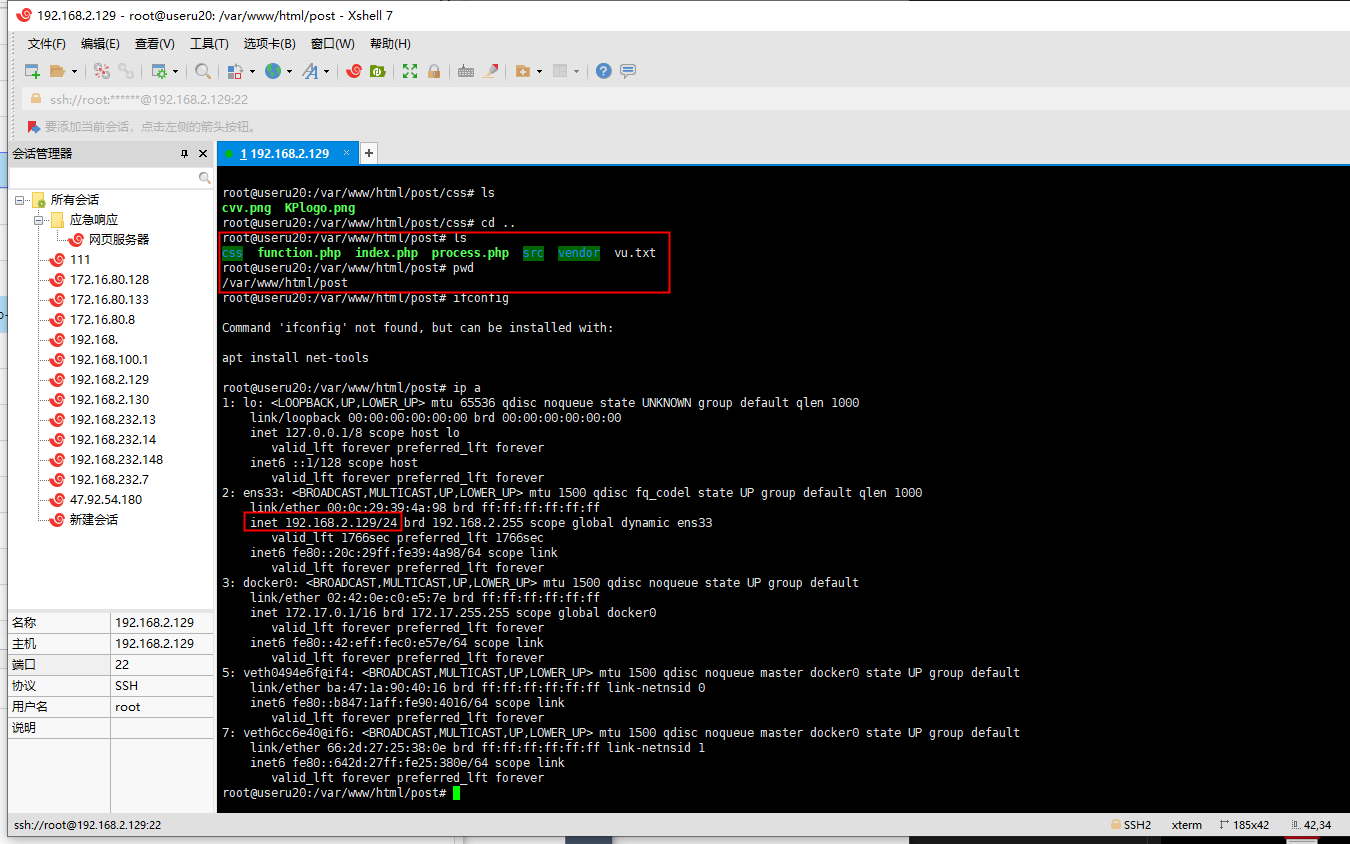 192.168.2.129 - root@useru20: /var/www/html/post - Xshell 7
文件(F) 编辑(E) 查看(V) 工具(T) 选项卡(B) 窗口(W) 帮助(H)
ssh://root:******@192.168.2.129:22
要添加当前会话，点击左侧的箭头按钮。
会话管理器
1 192.168.2.129
所有会话
应急响应
网页服务器
111
172.16.80.128
172.16.80.133
172.16.80.8
192.168.
192.168.100.1
192.168.2.129
192.168.2.130
192.168.232.13
192.168.232.14
192.168.232.148
192.168.232.7
47.92.54.180
新建会话
名称 192.168.2.129
主机 192.168.2.129
端口 22
协议 SSH
用户名 root
说明
root@useru20:/var/www/html/post/css# ls
cvv.png KPlogo.png
root@useru20:/var/www/html/post/css# cd ..
root@useru20:/var/www/html/post# ls
css function.php index.php process.php src vendor vu.txt
root@useru20:/var/www/html/post# pwd
/var/www/html/post
root@useru20:/var/www/html/post# ifconfig
Command 'ifconfig' not found, but can be installed with:
apt install net-tools
root@useru20:/var/www/html/post# ip a
1: lo: <LOOPBACK,UP,LOWER_UP> mtu 65536 qdisc noqueue state UNKNOWN group default qlen 1000
link/loopback 00:00:00:00:00:00 brd 00:00:00:00:00:00
inet 127.0.0.1/8 scope host lo
valid_lft forever preferred_lft forever
inet6 ::1/128 scope host
valid_lft forever preferred_lft forever
2: ens33: <BROADCAST,MULTICAST,UP,LOWER_UP> mtu 1500 qdisc fq_codel state UP group default qlen 1000
link/ether 00:0c:29:39:4a:98 brd ff:ff:ff:ff:ff:ff
inet 192.168.2.129/24 brd 192.168.2.255 scope global dynamic ens33
valid_lft 1766sec preferred_lft 1766sec
inet6 fe80::20c:29ff:fe39:4a98/64 scope link
valid_lft forever preferred_lft forever
3: docker0: <BROADCAST,MULTICAST,UP,LOWER_UP> mtu 1500 qdisc noqueue state UP group default
link/ether 02:42:0e:c0:e5:7e brd ff:ff:ff:ff:ff:ff
inet 172.17.0.1/16 brd 172.17.255.255 scope global docker0
valid_lft forever preferred_lft forever
inet6 fe80::42:eff:fec0:e57e/64 scope link
valid_lft forever preferred_lft forever
5: veth0494e6f@if4: <BROADCAST,MULTICAST,UP,LOWER_UP> mtu 1500 qdisc noqueue master docker0 state UP group default
link/ether ba:47:1a:90:40:16 brd ff:ff:ff:ff:ff:ff link-netnsid 0
inet6 fe80::b847:1aff:fe90:4016/64 scope link
valid_lft forever preferred_lft forever
7: veth6cc6e40@if6: <BROADCAST,MULTICAST,UP,LOWER_UP> mtu 1500 qdisc noqueue master docker0 state UP group default
link/ether 66:2d:27:25:38:0e brd ff:ff:ff:ff:ff:ff link-netnsid 1
inet6 fe80::642d:27ff:fe25:380e/64 scope link
valid_lft forever preferred_lft forever
root@useru20:/var/www/html/post#
ssh://root@192.168.2.129:22 SSH2 xterm 185x42 42,34